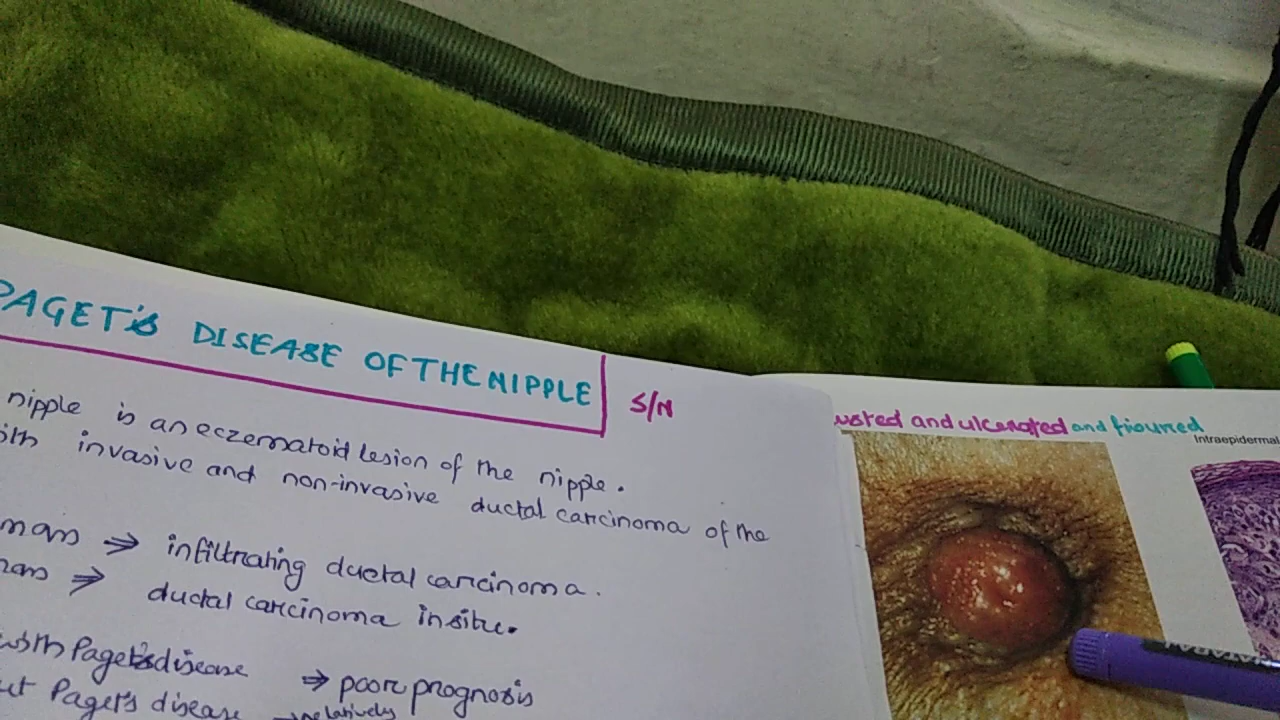 PAGET's DISEASE OF THE NIPPLE
S/N
nipple is an eczematoid lesion of the nipple.
invasive and non-invasive ductal carcinoma of the
⇒ infiltrating ductal carcinoma.
⇒ ductal carcinoma insitu.
with Paget's disease ⇒ poor prognosis
Paget's disease → relatively
and ulcerated and fissured
Intraepidermal